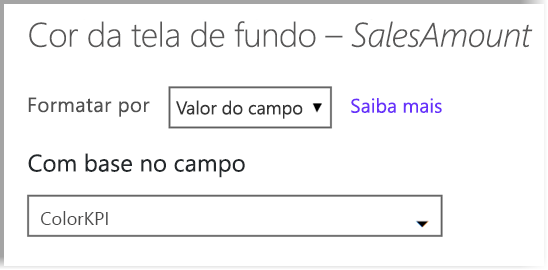 Cor da tela de fundo – SalesAmount
Formatar por Valor do campo Saiba mais
Com base no campo
ColorKPI